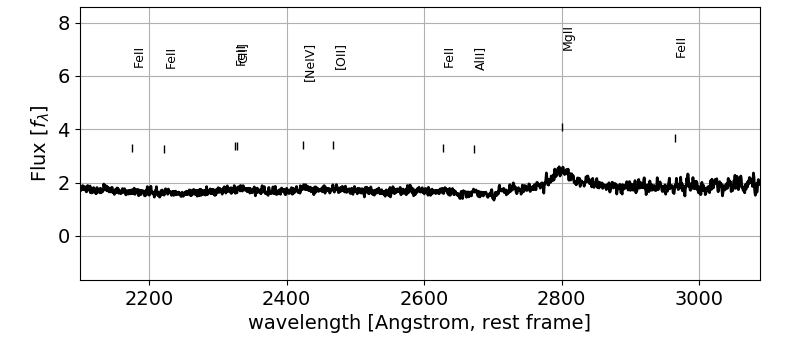 8
6
4
2
0
Flux [fλ]
FeII
FeII
FeII
CII]
[NeIV]
[OII]
FeII
AlII]
MgII
FeII
2200 2400 2600 2800 3000
wavelength [Angstrom, rest frame]